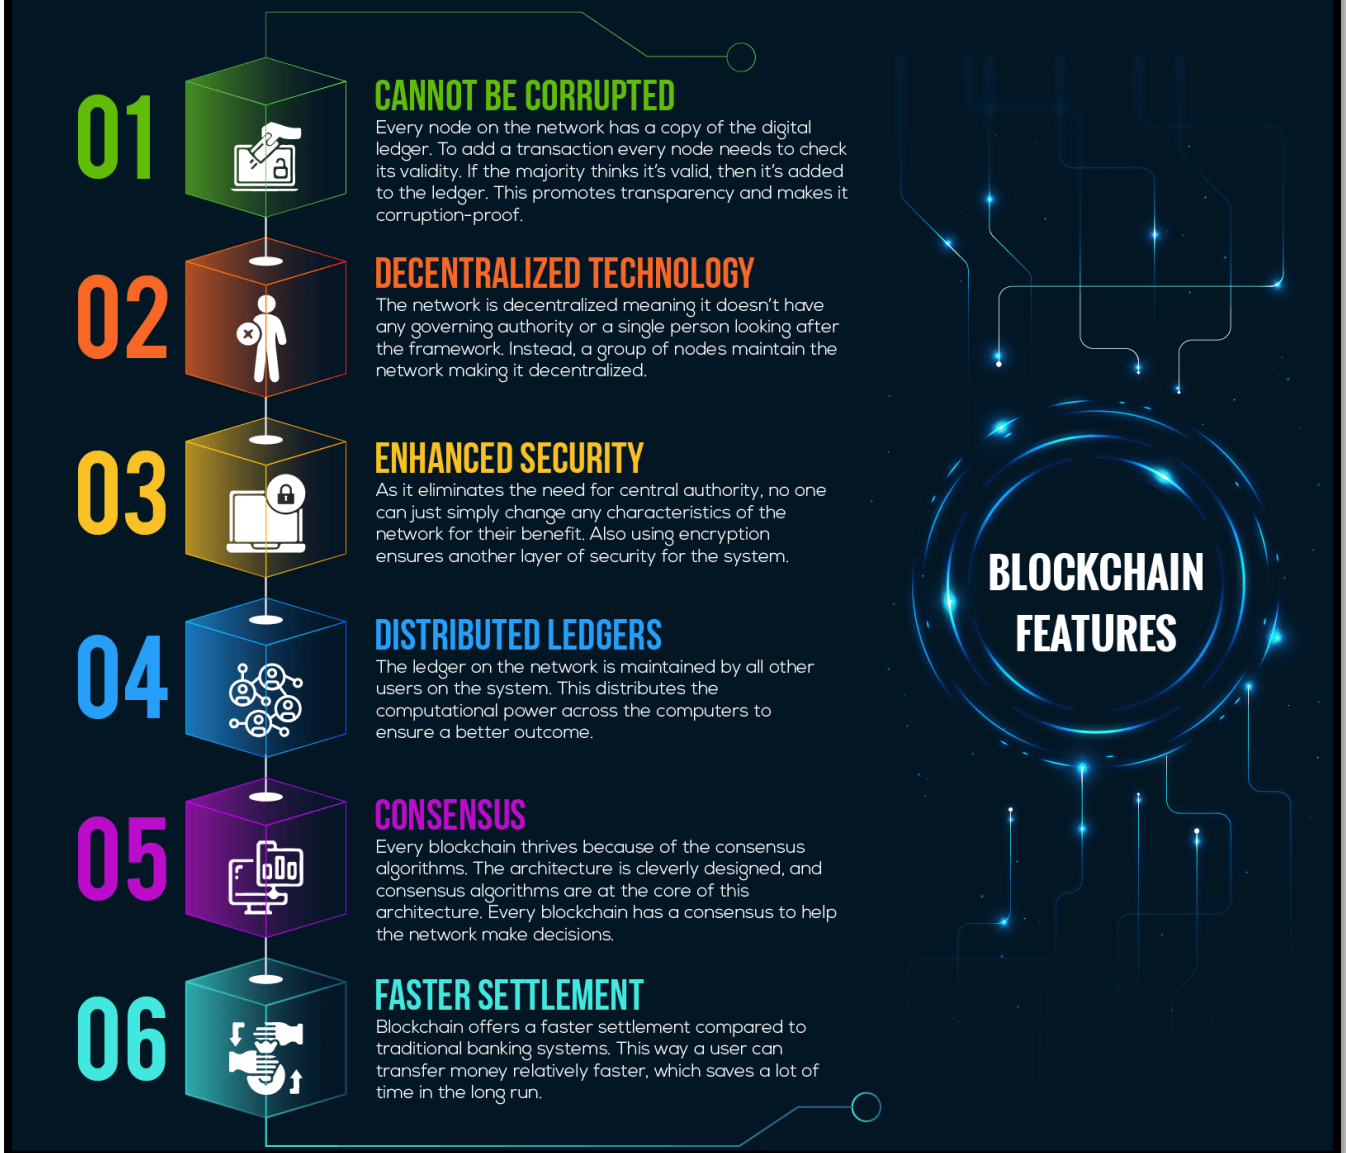 01
CANNOT BE CORRUPTED
Every node on the network has a copy of the digital
ledger. To add a transaction every node needs to check
its validity. If the majority thinks it's valid, then it's added
to the ledger. This promotes transparency and makes it
corruption-proof.
02
DECENTRALIZED TECHNOLOGY
The network is decentralized meaning it doesn't have
any governing authority or a single person looking after
the framework. Instead, a group of nodes maintain the
network making it decentralized.
03
ENHANCED SECURITY
As it eliminates the need for central authority, no one
can just simply change any characteristics of the
network for their benefit. Also using encryption
ensures another layer of security for the system.
04
DISTRIBUTED LEDGERS
The ledger on the network is maintained by all other
users on the system. This distributes the
computational power across the computers to
ensure a better outcome.
05
CONSENSUS
Every blockchain thrives because of the consensus
algorithms. The architecture is cleverly designed, and
consensus algorithms are at the core of this
architecture. Every blockchain has a consensus to help
the network make decisions.
06
FASTER SETTLEMENT
Blockchain offers a faster settlement compared to
traditional banking systems. This way a user can
transfer money relatively faster, which saves a lot of
time in the long run.
BLOCKCHAIN
FEATURES